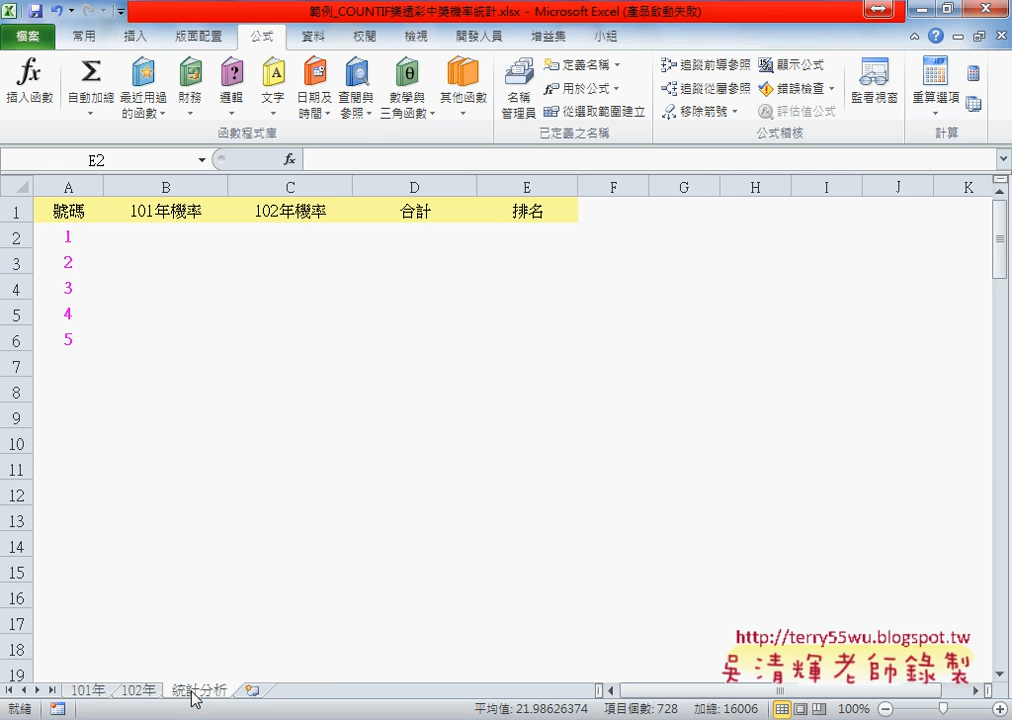 範例_COUNTIF樂透彩中獎機率統計.xlsx - Microsoft Excel (產品啟動失敗)
檔案 常用 插入 版面配置 公式 資料 校閱 檢視 開發人員 增益集 小組
fx 插入函數
Σ 自動加總
最近用過的函數
財務
邏輯
文字
日期及時間
查閱與參照
數學與三角函數
其他函數
函數程式庫
名稱管理員
定義名稱
用於公式
從選取範圍建立
已定義之名稱
追蹤前導參照
追蹤從屬參照
移除箭號
顯示公式
錯誤檢查
評估值公式
公式稽核
監看視窗
重算選項
計算
E2 fx
A B C D E F G H I J K
1 號碼 101年機率 102年機率 合計 排名
2 1
3 2
4 3
5 4
6 5
7
8
9
10
11
12
13
14
15
16
17
18
19
http://terry55wu.blogspot.tw
吳清輝老師錄製
101年 102年 統計分析
就緒 平均值: 21.98626374 項目個數: 728 加總: 16006 100%